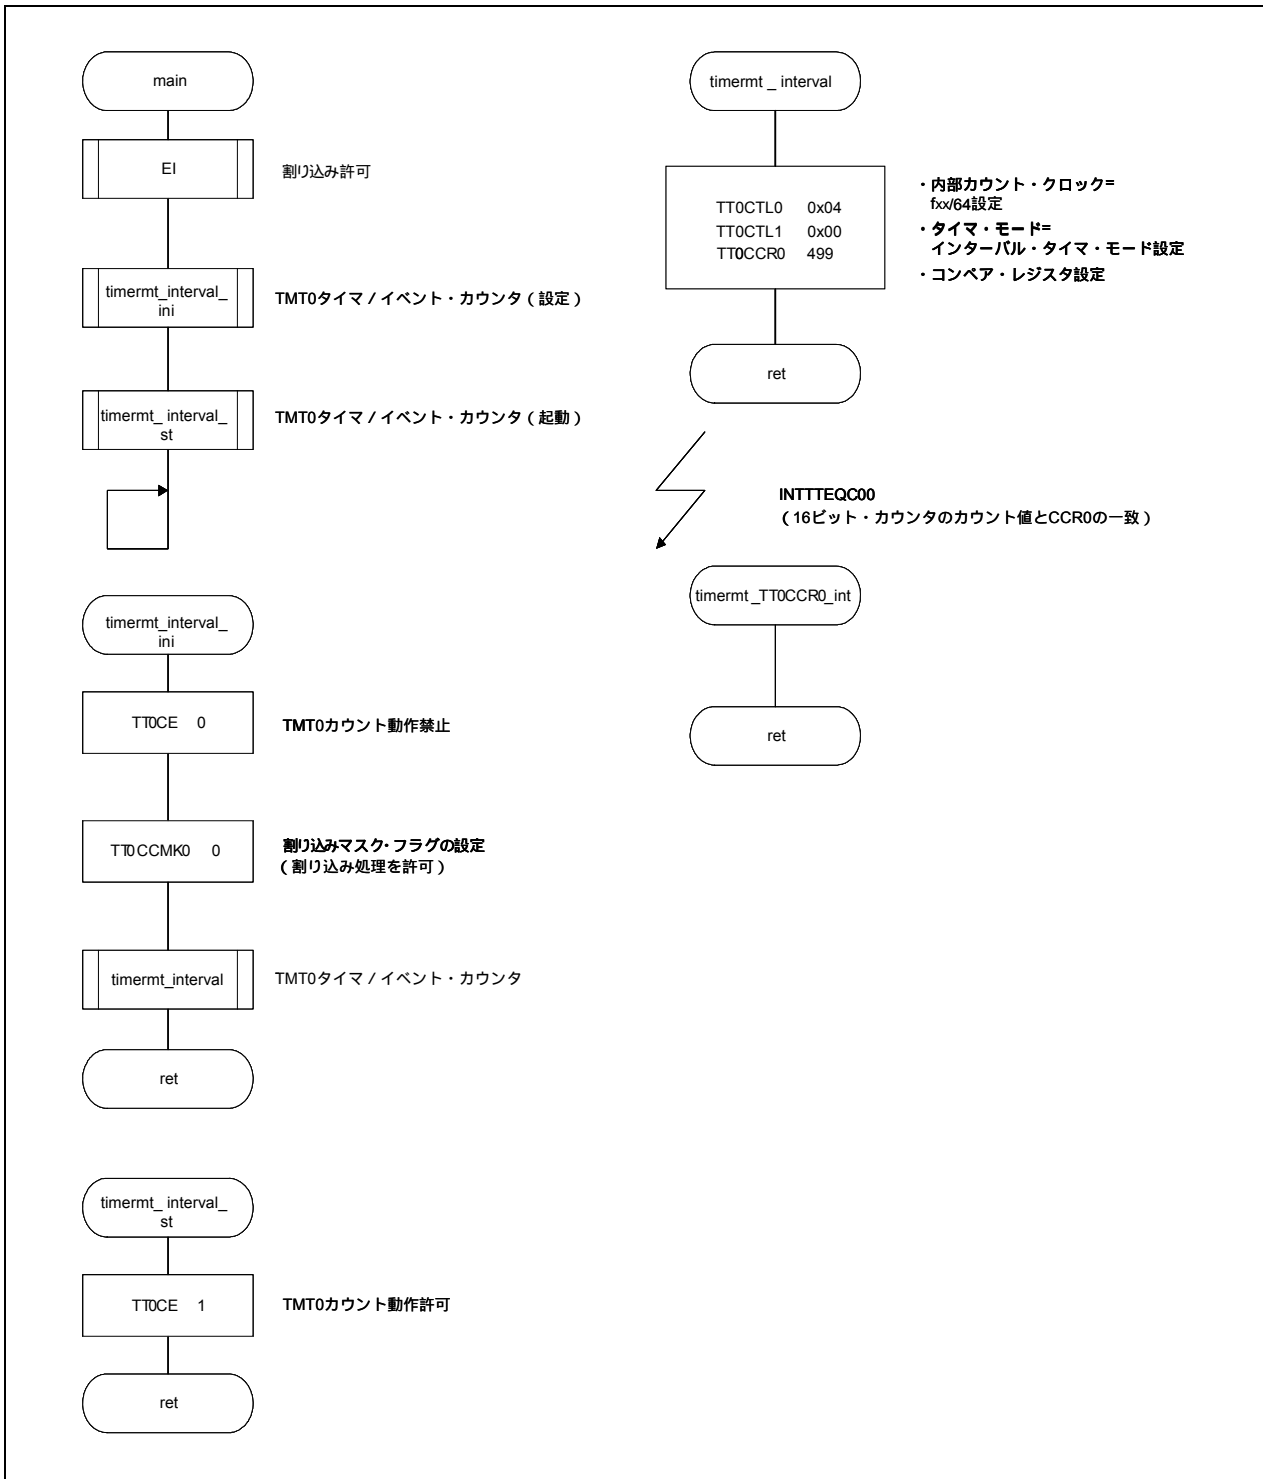 main
EI
割り込み許可
timermt_interval_
ini
TMT0タイマ / イベント・カウンタ ( 設定 )
timermt_ interval_
st
TMT0タイマ / イベント・カウンタ ( 起動 )
timermt_interval_
ini
TT0CE 0
TMT0カウント動作禁止
TT0CCMK0 0
割り込みマスク・フラグの設定
( 割り込み処理を許可 )
timermt_interval
TMT0タイマ / イベント・カウンタ
ret
timermt_ interval_
st
TT0CE 1
TMT0カウント動作許可
ret
timermt _ interval
TT0CTL0 0x04
TT0CTL1 0x00
TT0CCR0 499
・内部カウント・クロック=
fxx/64設定
・タイマ・モード=
インターバル・タイマ・モード設定
・コンペア・レジスタ設定
ret
INTTTEQC00
( 16ビット・カウンタのカウント値とCCR0の一致 )
timermt _TT0CCR0_int
ret